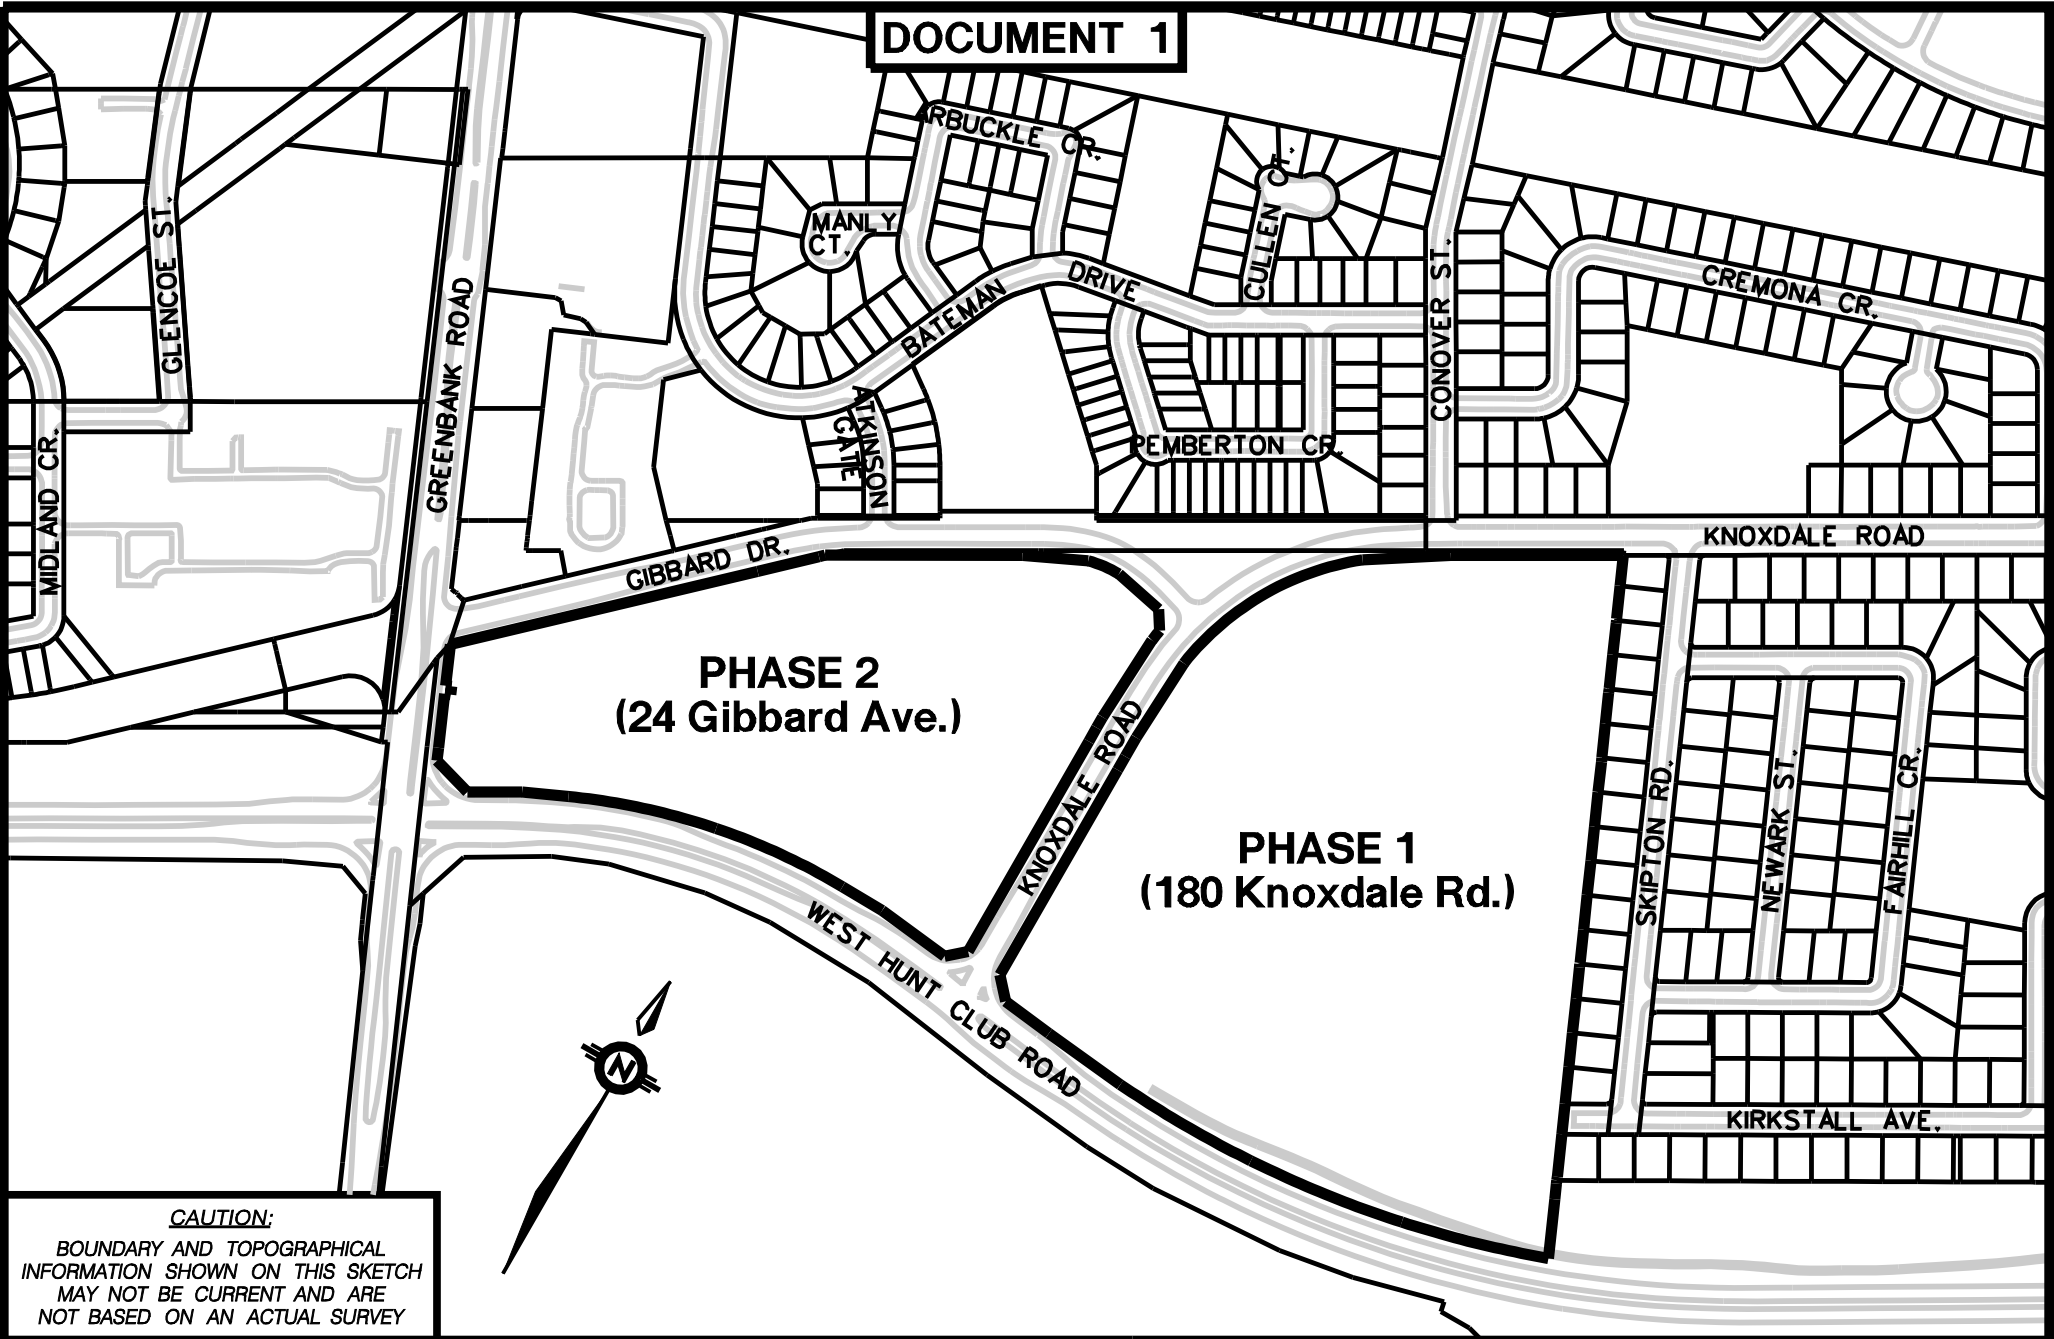 DOCUMENT 1
ARBUCKLE CR.
CULLEN CT.
MANLY
CT.
GLENCOE ST.
GREENBANK ROAD
BATEMAN DRIVE
CONOVER ST.
CREMONA CR.
ATKINSON
GATE
PEMBERTON CR.
MIDLAND CR.
GIBBARD DR.
KNOXDALE ROAD
PHASE 2
(24 Gibbard Ave.)
KNOXDALE ROAD
PHASE 1
(180 Knoxdale Rd.)
SKIPTON RD.
NEWARK ST.
FAIRHILL CR.
WEST HUNT CLUB ROAD
N
KIRKSTALL AVE.
CAUTION:
BOUNDARY AND TOPOGRAPHICAL
INFORMATION SHOWN ON THIS SKETCH
MAY NOT BE CURRENT AND ARE
NOT BASED ON AN ACTUAL SURVEY